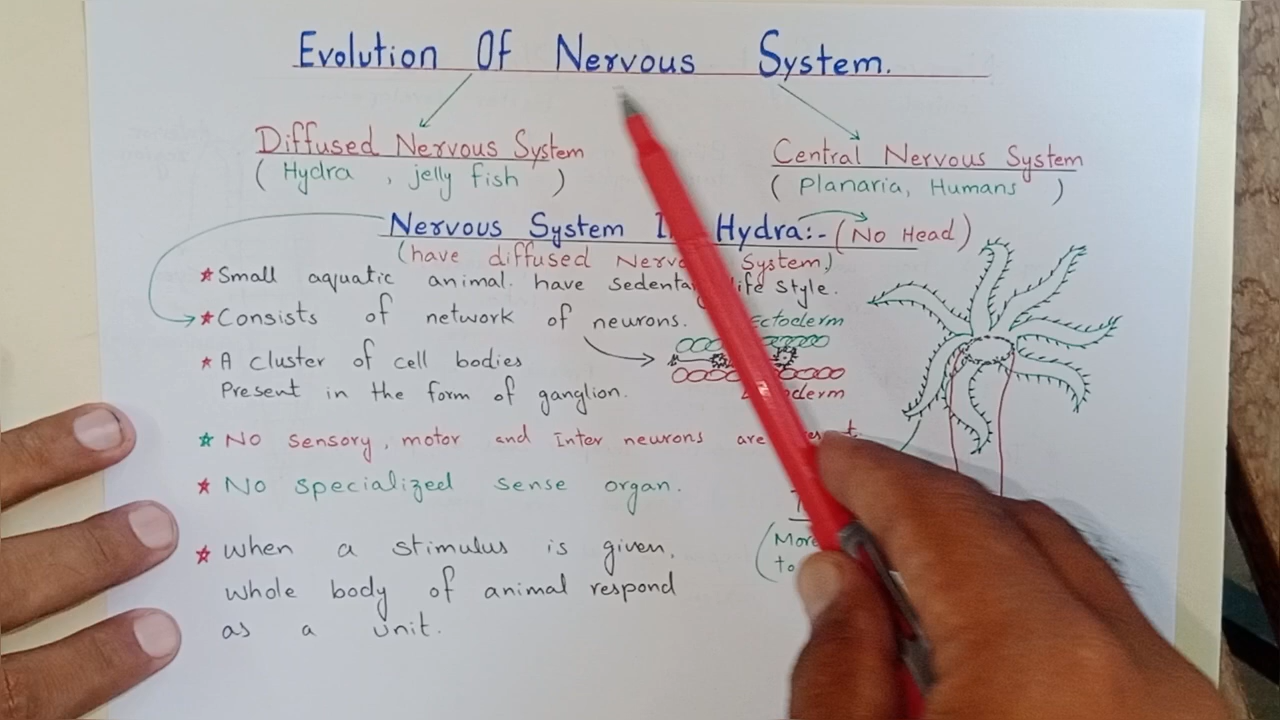 Evolution Of Nervous System.
Diffused Nervous System
(Hydra, jelly fish)
Central Nervous System
(Planaria, Humans)
Nervous System Hydra:- (No Head)
(have diffused System)
* Small aquatic animal. have style.
* Consists of network of neurons.
Ectoderm
* A cluster of cell bodies
Present in the form of ganglion.
* No sensory, motor and Inter neurons are
* No specialized sense organ.
* When a stimulus is given,
whole body of animal respond
as a unit.